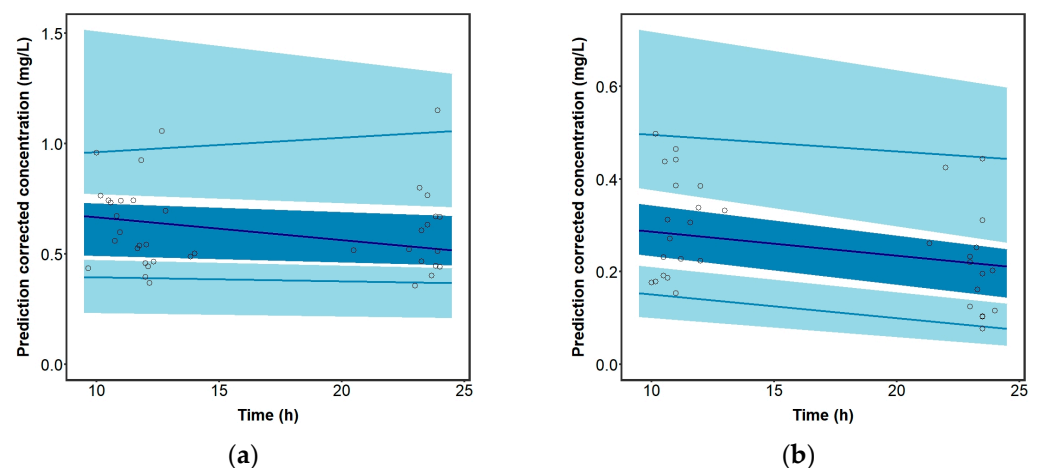 Prediction corrected concentration (mg/L)
1.5
1.0
0.5
0.0
10 15 20 25
Time (h)
(a)
Prediction corrected concentration (mg/L)
0.6
0.4
0.2
0.0
10 15 20 25
Time (h)
(b)